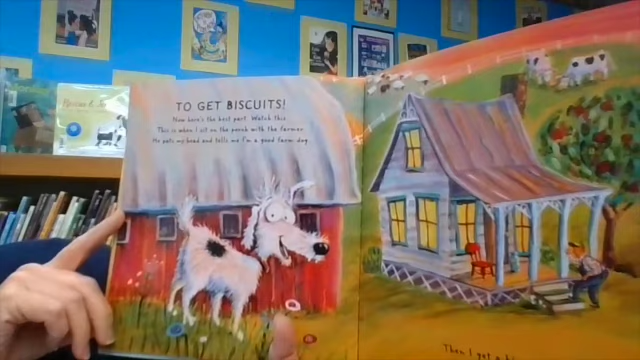 TO GET BISCUITS!
Now here's the best part. Watch this.
This is when I sit on the porch with the farmer.
He pats my head and tells me I'm a good farm dog.
Then I get a